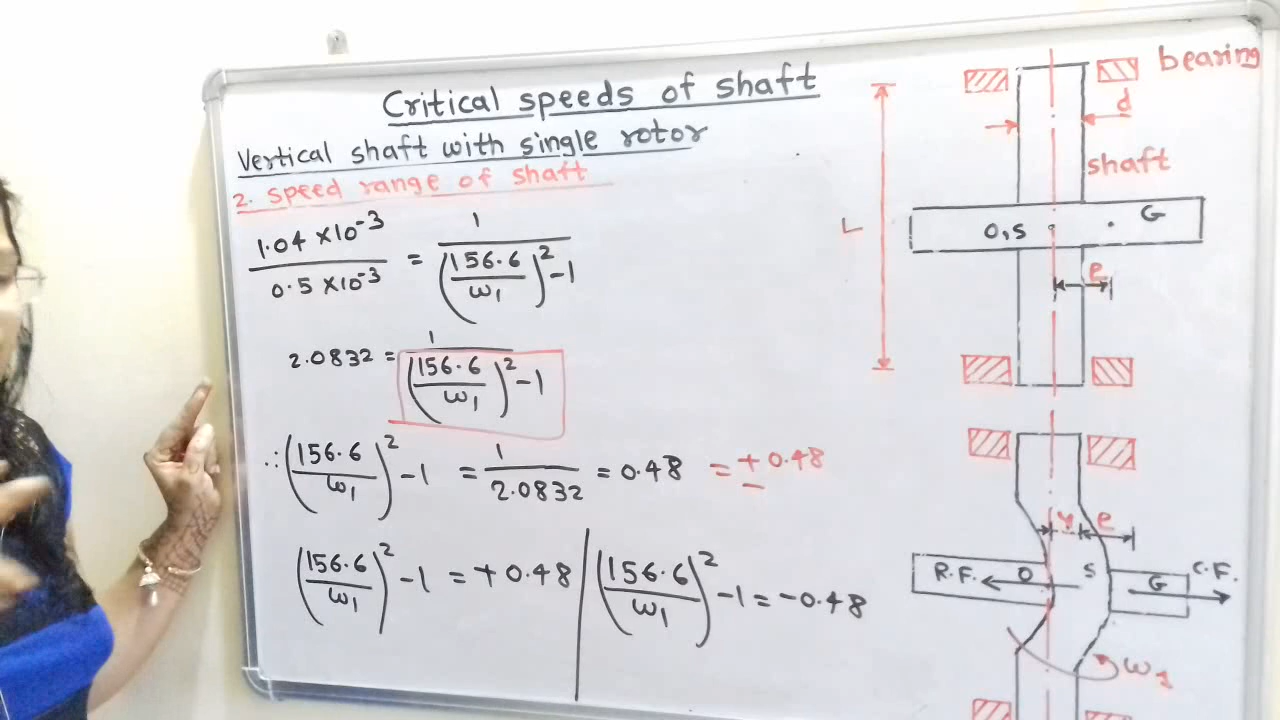 Critical speeds of shaft
Vertical shaft with single rotor
2. speed range of shaft
1.04 ×10⁻³ / 0.5 ×10⁻³ = 1 / (156.6/ω₁)² - 1
2.0832 = 1 / (156.6/ω₁)² - 1
∴ (156.6/ω₁)² - 1 = 1/2.0832 = 0.48 = ± 0.48
(156.6/ω₁)² - 1 = +0.48
(156.6/ω₁)² - 1 = -0.48
bearing
d
shaft
L
O,S
G
e
y e
R.F. O S G C.F.
ω₁